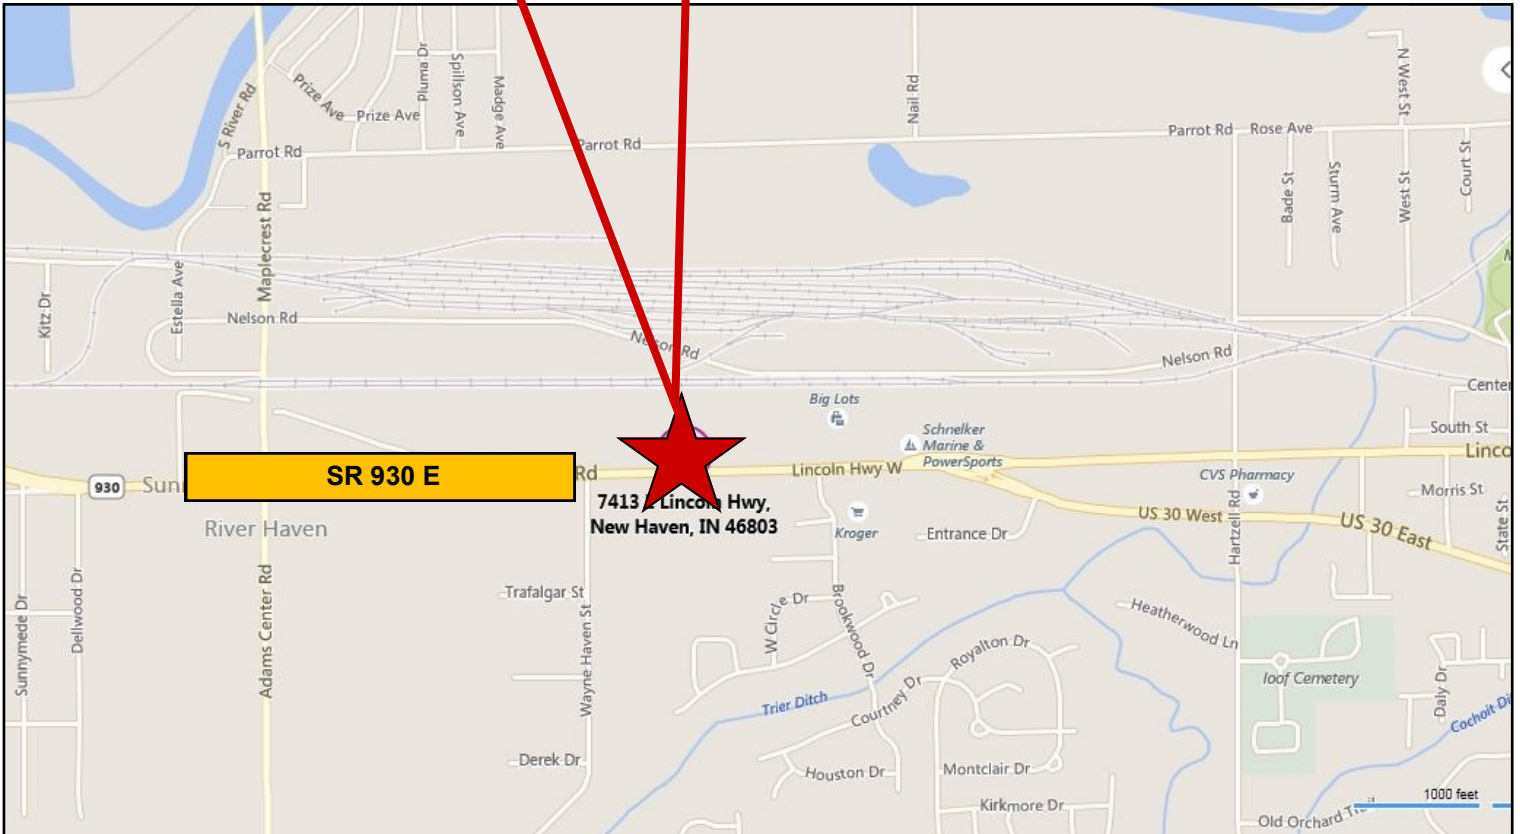 S River Rd
Prize Ave
Prize Ave
Pluma Dr
Spillson Ave
Madge Ave
Nail Rd
N West St
Parrot Rd
Parrot Rd
Parrot Rd
Rose Ave
Bade St
Sturm Ave
West St
Court St
Maplecrest Rd
Estella Ave
Kitz Dr
Nelson Rd
Nelson Rd
Nelson Rd
Center
Big Lots
Schnelker
Marine &
PowerSports
South St
Linco
930
SR 930 E
Rd
Lincoln Hwy W
CVS Pharmacy
Morris St
7413 E Lincoln Hwy,
New Haven, IN 46803
River Haven
Kroger
Entrance Dr
US 30 West
US 30 East
Hartzell Rd
State St
Sunnymede Dr
Dellwood Dr
Adams Center Rd
Trafalgar St
Wayne Haven St
W Circle Dr
Brookwood Dr
Royalton Dr
Heatherwood Ln
Ioof Cemetery
Daly Dr
Trier Ditch
Courtney Dr
Cochoit Di
Derek Dr
Houston Dr
Montclair Dr
Kirkmore Dr
1000 feet
Old Orchard Trail